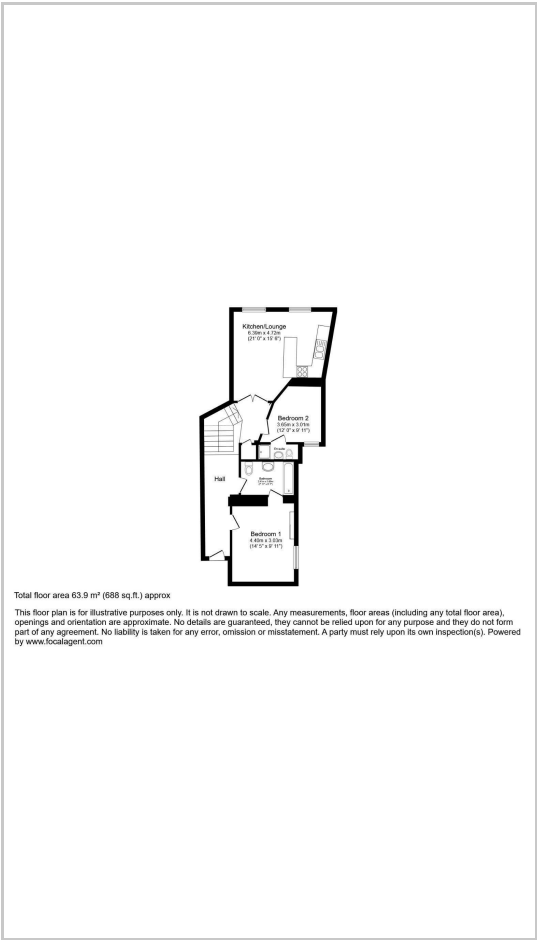 Kitchen/Lounge
6.39m x 4.72m
(21' 0" x 15' 6")
Bedroom 2
3.65m x 3.01m
(12' 0" x 9' 11")
En-suite
Bathroom
Hall
Bedroom 1
4.40m x 3.03m
(14' 5" x 9' 11")
Total floor area 63.9 m² (688 sq.ft.) approx
This floor plan is for illustrative purposes only. It is not drawn to scale. Any measurements, floor areas (including any total floor area),
openings and orientation are approximate. No details are guaranteed, they cannot be relied upon for any purpose and they do not form
part of any agreement. No liability is taken for any error, omission or misstatement. A party must rely upon its own inspection(s). Powered
by www.focalagent.com